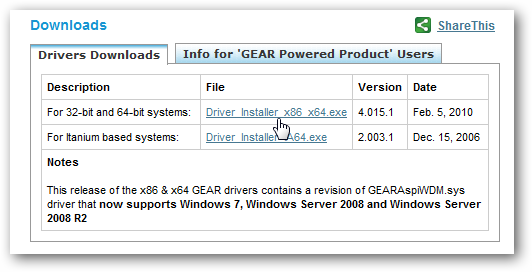 Downloads
ShareThis
Drivers Downloads
Info for 'GEAR Powered Product' Users
Description File Version Date
For 32-bit and 64-bit systems: Driver_Installer_x86_x64.exe 4.015.1 Feb. 5, 2010
For Itanium based systems: Driver_Installer A64.exe 2.003.1 Dec. 15, 2006
Notes
This release of the x86 & x64 GEAR drivers contains a revision of GEARAspiWDM.sys
driver that now supports Windows 7, Windows Server 2008 and Windows Server
2008 R2